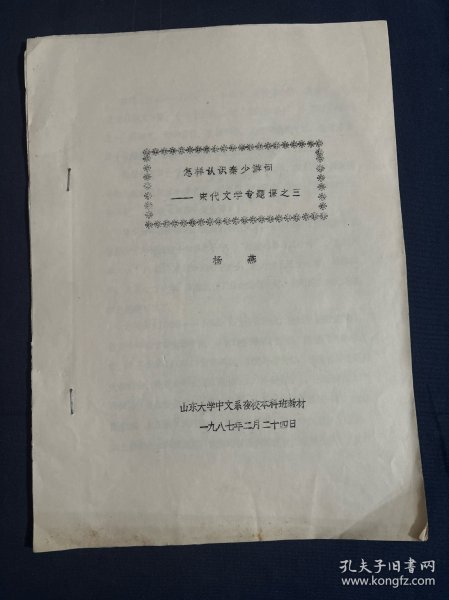 怎样认识秦少游词
—— 宋代文学专题课之三
杨 燕
山东大学中文系夜校本科班教材
一九八七年二月二十四日
孔夫子旧书网
www.kongfz.com